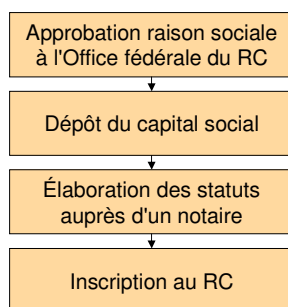 Approbation raison sociale
à l'Office fédérale du RC
Dépôt du capital social
Élaboration des statuts
auprès d'un notaire
Inscription au RC